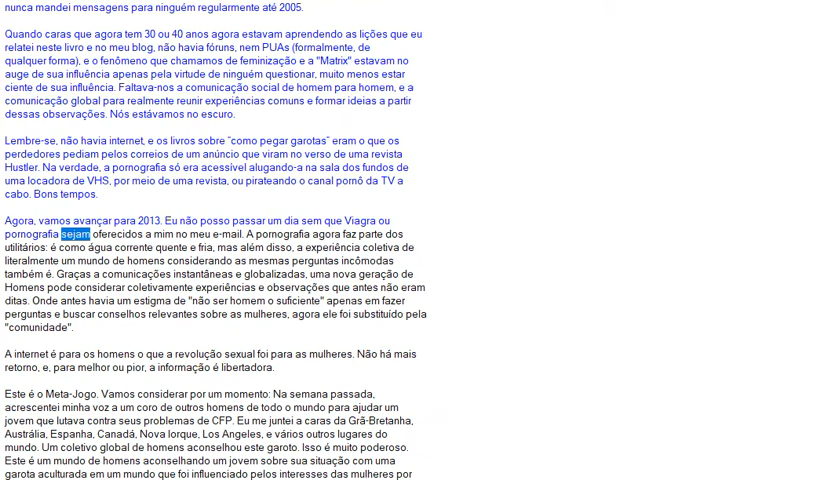 nunca mandei mensagens para ninguém regularmente até 2005.
Quando caras que agora tem 30 ou 40 anos agora estavam aprendendo as lições que eu
relatei neste livro e no meu blog, não havia fóruns, nem PUAs (formalmente, de
qualquer forma), e o fenômeno que chamamos de feminização e a "Matrix" estavam no
auge de sua influência apenas pela virtude de ninguém questionar, muito menos estar
ciente de sua influência. Faltava-nos a comunicação social de homem para homem, e a
comunicação global para realmente reunir experiências comuns e formar ideias a partir
dessas observações. Nós estávamos no escuro.
Lembre-se, não havia internet, e os livros sobre "como pegar garotas" eram o que os
perdedores pediam pelos correios de um anúncio que viram no verso de uma revista
Hustler. Na verdade, a pornografia só era acessível alugando-a na sala dos fundos de
uma locadora de VHS, por meio de uma revista, ou pirateando o canal pornô da TV a
cabo. Bons tempos.
Agora, vamos avançar para 2013. Eu não posso passar um dia sem que Viagra ou
pornografia sejam oferecidos a mim no meu e-mail. A pornografia agora faz parte dos
utilitários: é como água corrente quente e fria, mas além disso, a experiência coletiva de
literalmente um mundo de homens considerando as mesmas perguntas incômodas
também é. Graças a comunicações instantâneas e globalizadas, uma nova geração de
Homens pode considerar coletivamente experiências e observações que antes não eram
ditas. Onde antes havia um estigma de "não ser homem o suficiente" apenas em fazer
perguntas e buscar conselhos relevantes sobre as mulheres, agora ele foi substituído pela
"comunidade".
A internet é para os homens o que a revolução sexual foi para as mulheres. Não há mais
retorno, e, para melhor ou pior, a informação é libertadora.
Este é o Meta-Jogo. Vamos considerar por um momento: Na semana passada,
acrescentei minha voz a um coro de outros homens de todo o mundo para ajudar um
jovem que lutava contra seus problemas de CFP. Eu me juntei a caras da Grã-Bretanha,
Austrália, Espanha, Canadá, Nova Iorque, Los Angeles, e vários outros lugares do
mundo. Um coletivo global de homens aconselhou este garoto. Isso é muito poderoso.
Este é um mundo de homens aconselhando um jovem sobre sua situação com uma
garota aculturada em um mundo que foi influenciado pelos interesses das mulheres por